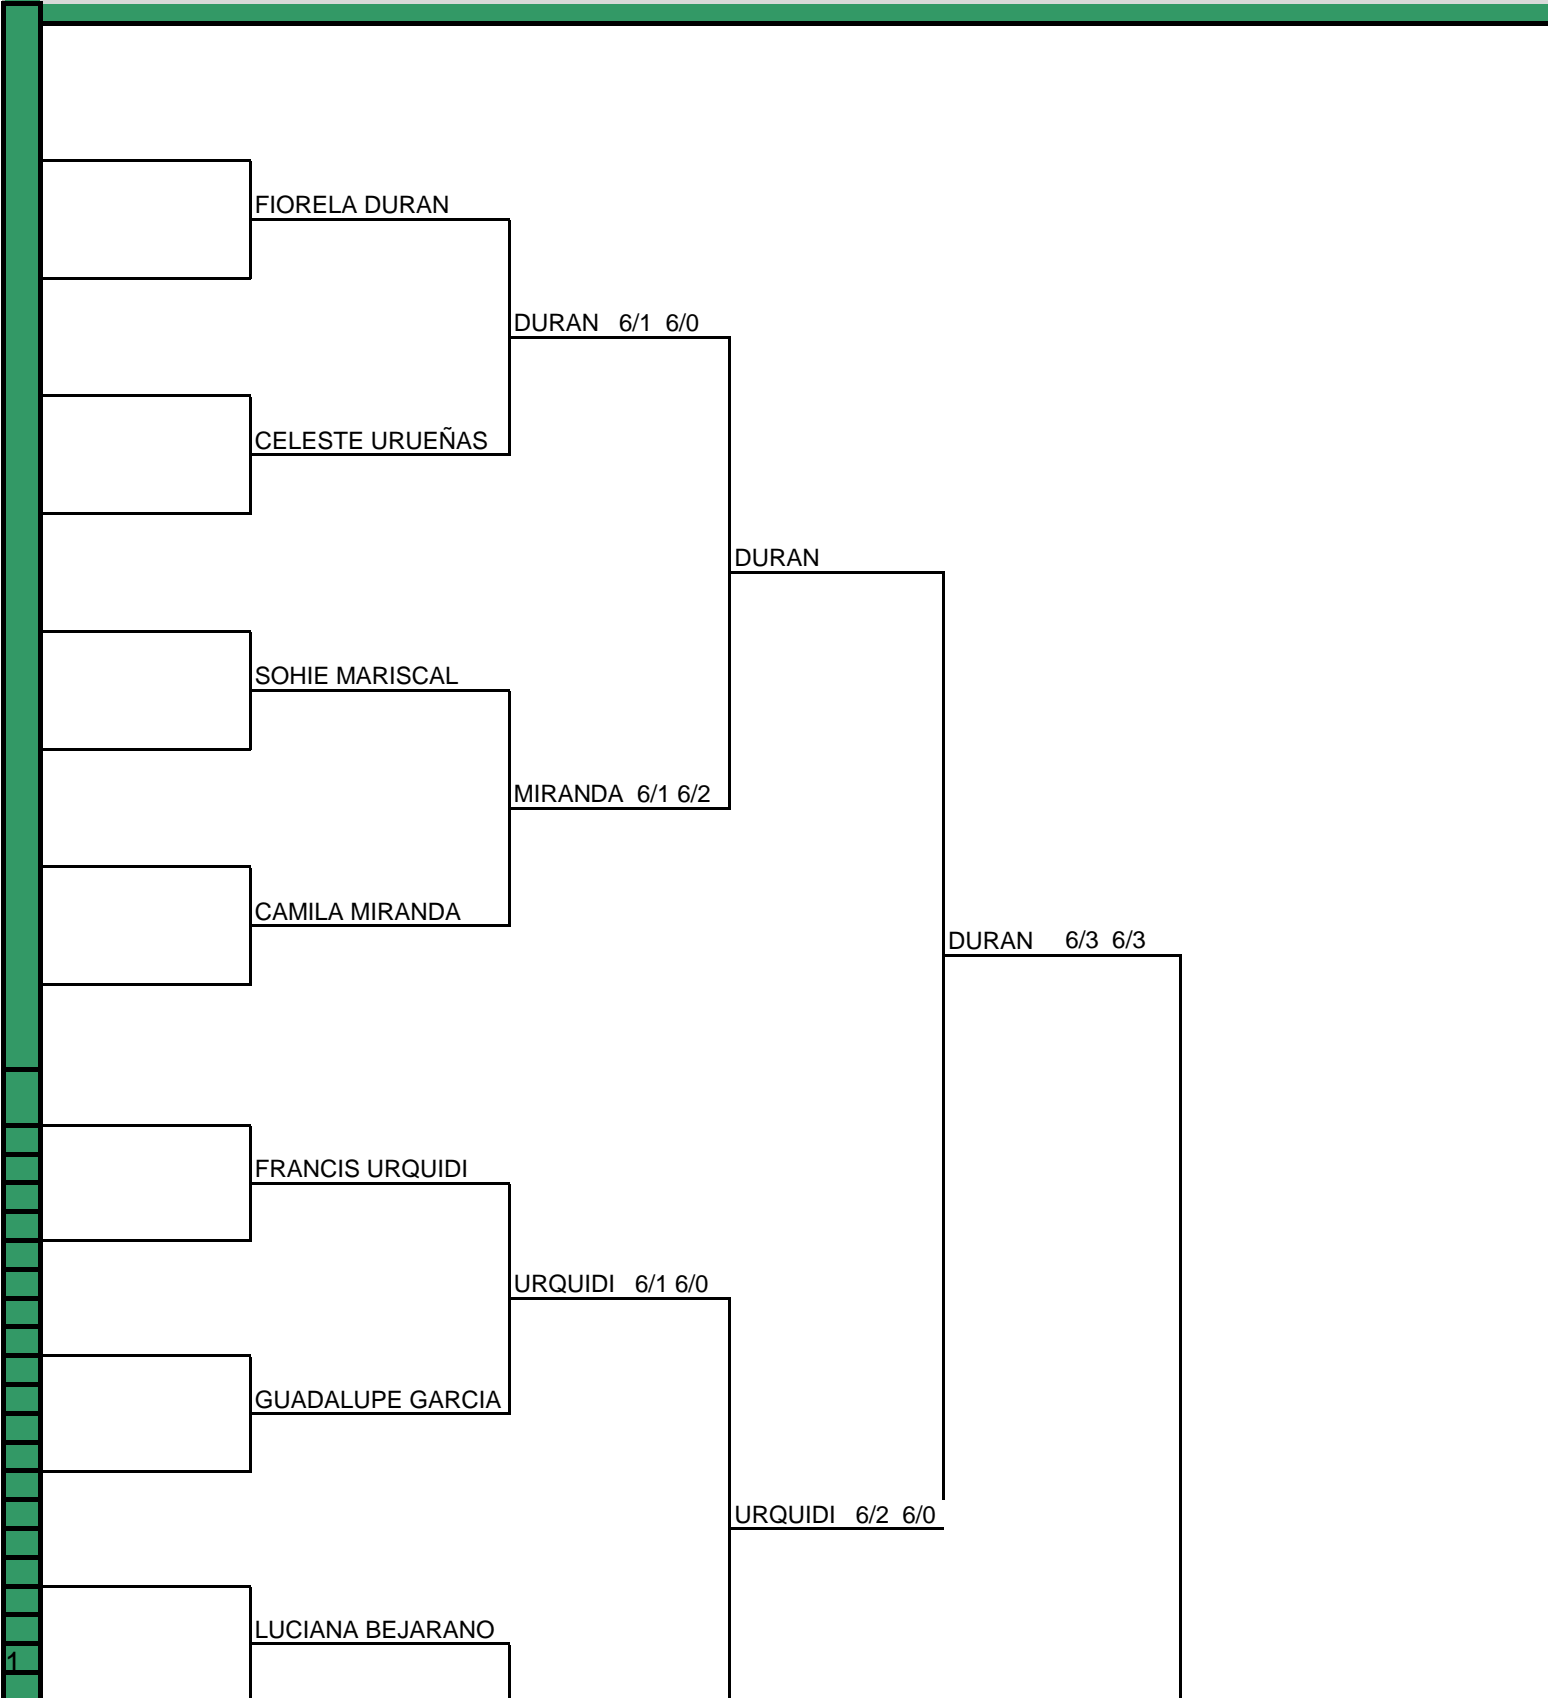 FIORELA DURAN
DURAN 6/1 6/0
CELESTE URUEÑAS
DURAN
SOHIE MARISCAL
MIRANDA 6/1 6/2
CAMILA MIRANDA
DURAN 6/3 6/3
FRANCIS URQUIDI
URQUIDI 6/1 6/0
GUADALUPE GARCIA
URQUIDI 6/2 6/0
LUCIANA BEJARANO
1